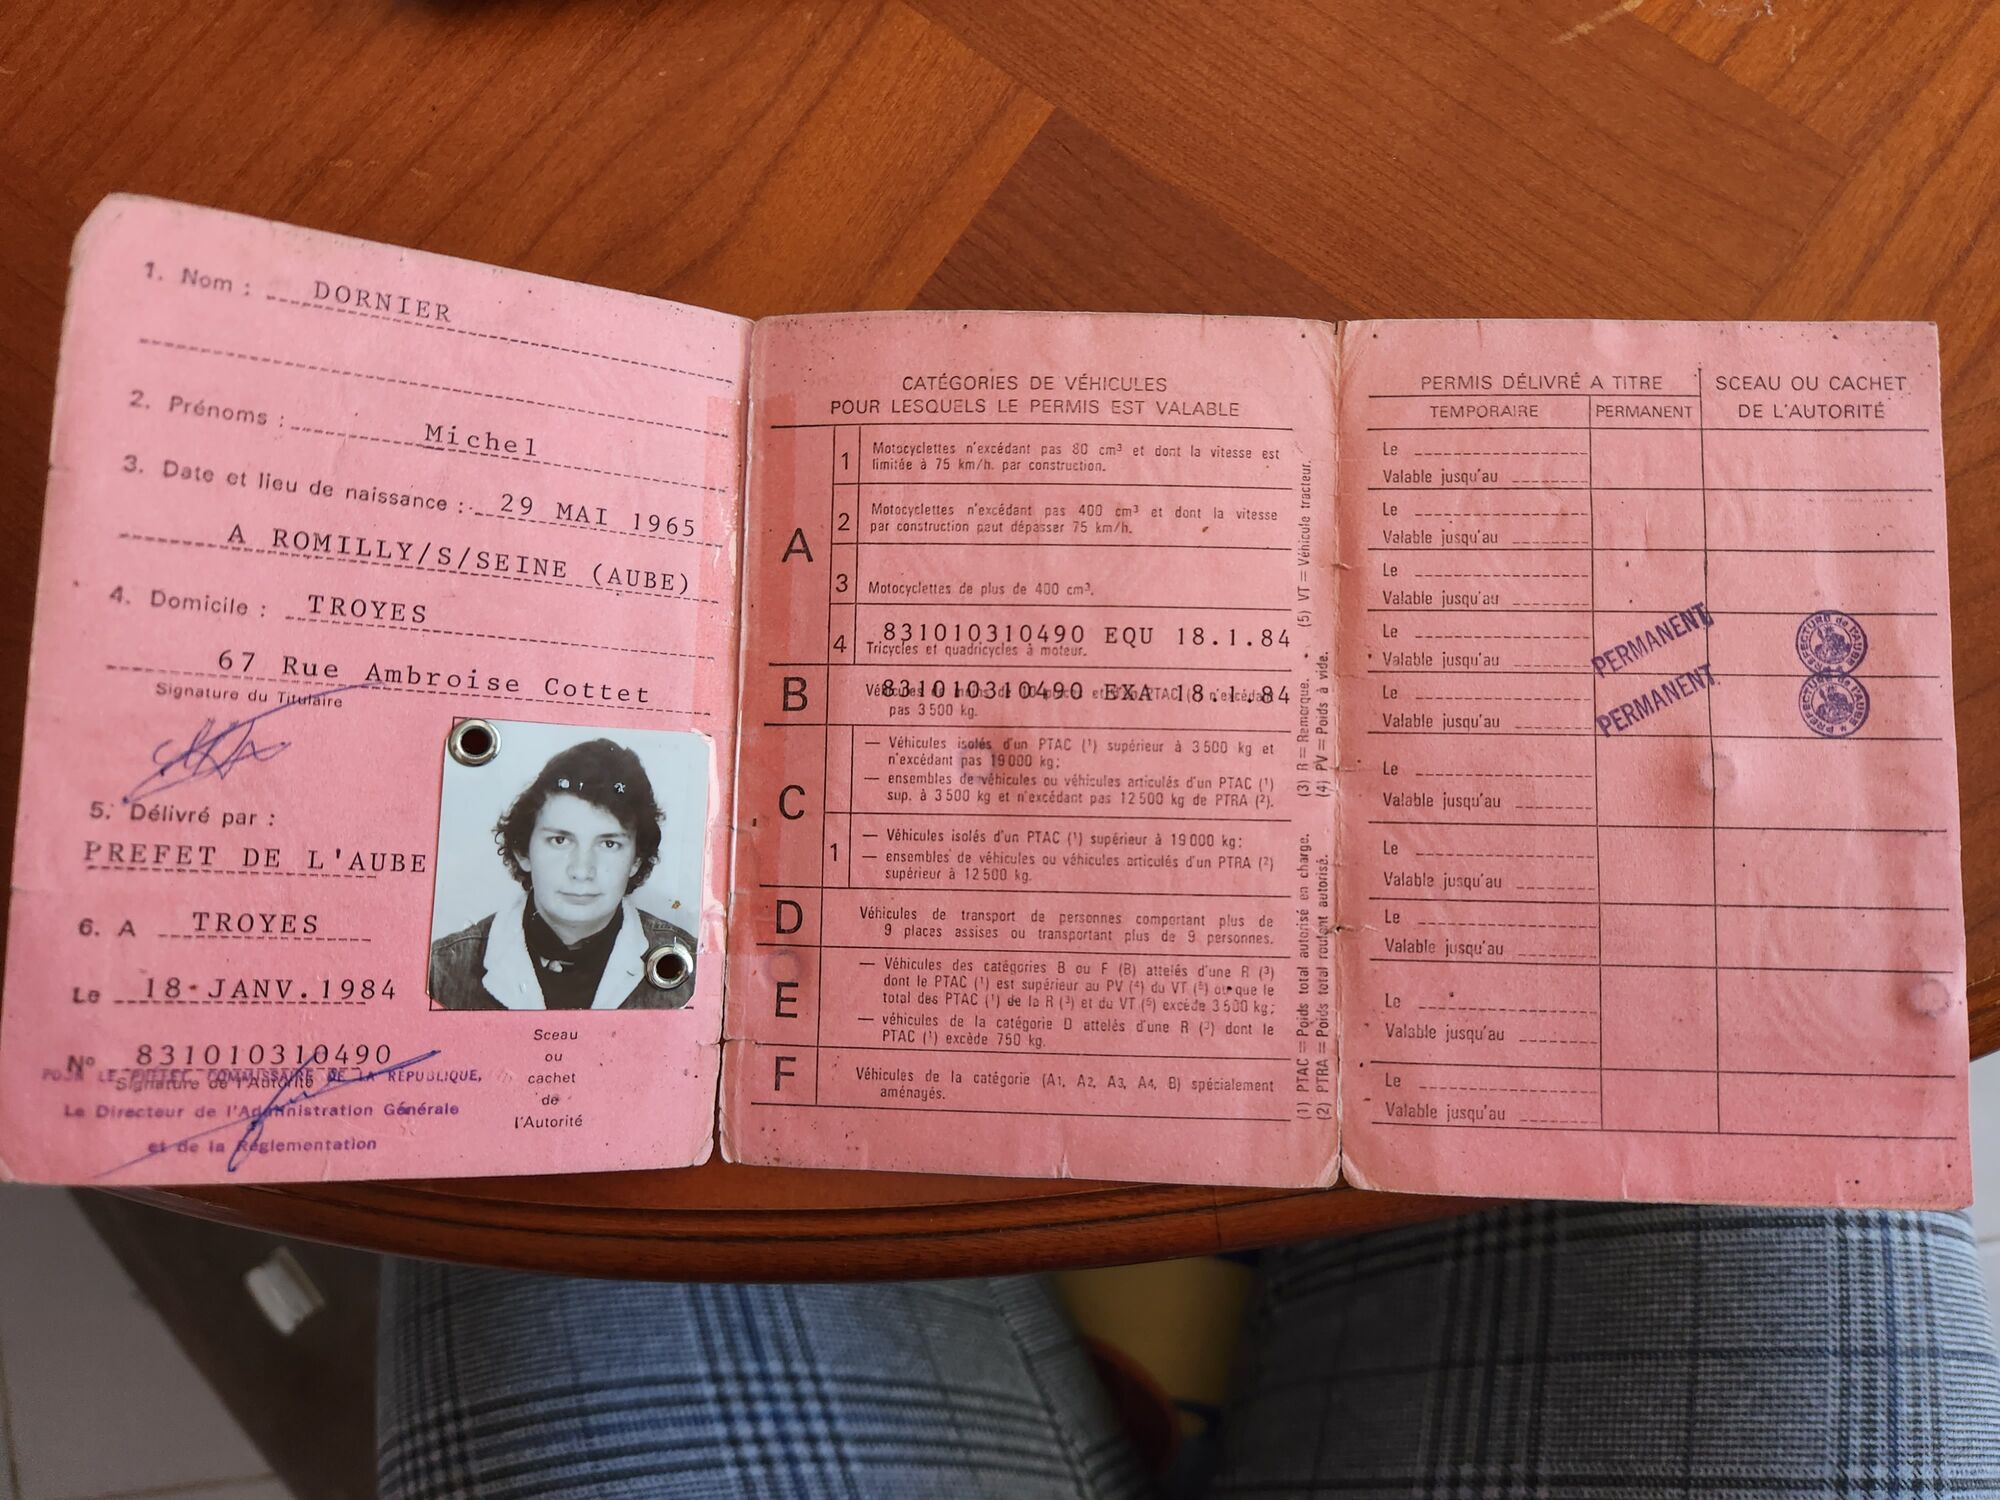 1. Nom : DORNIER
2. Prénoms : Michel
3. Date et lieu de naissance : 29 MAI 1965
A ROMILLY/S/SEINE (AUBE)
4. Domicile : TROYES
67 Rue Ambroise Cottet
Signature du Titulaire
5. Délivré par :
PREFET DE L'AUBE
6. A TROYES
Le 18 JANV.1984
N° 831010310490
Signature de l'Autorité
POUR LE COMMISSAIRE DE LA RÉPUBLIQUE,
Le Directeur de l'Administration Générale
et de la Réglementation
Sceau
ou
cachet
de
l'Autorité
CATÉGORIES DE VÉHICULES
POUR LESQUELS LE PERMIS EST VALABLE
A
1
Motocyclettes n'excédant pas 80 cm³ et dont la vitesse est
limitée à 75 km/h. par construction.
2
Motocyclettes n'excédant pas 400 cm³ et dont la vitesse
par construction peut dépasser 75 km/h.
3
Motocyclettes de plus de 400 cm³.
4
831010310490 EQU 18.1.84
Tricycles et quadricycles à moteur.
B
831010310490 EXA 18.1.84
pas 3 500 kg.
C
— Véhicules isolés d'un PTAC (1) supérieur à 3 500 kg et
n'excédant pas 19 000 kg;
— ensembles de véhicules ou véhicules articulés d'un PTAC (1)
sup. à 3 500 kg et n'excédant pas 12 500 kg de PTRA (2).
1
— Véhicules isolés d'un PTAC (1) supérieur à 19 000 kg;
— ensembles de véhicules ou véhicules articulés d'un PTRA (2)
supérieur à 12 500 kg.
D
Véhicules de transport de personnes comportant plus de
9 places assises ou transportant plus de 9 personnes.
E
— Véhicules des catégories B ou F (B) attelés d'une R (3)
dont le PTAC (1) est supérieur au PV (4) du VT (5) ou que le
total des PTAC (1) de la R (3) et du VT (5) excède 3 500 kg;
— véhicules de la catégorie D attelés d'une R (3) dont le
PTAC (1) excède 750 kg.
F
Véhicules de la catégorie (A1, A2, A3, A4, B) spécialement
aménagés.
(1) PTAC = Poids total autorisé en charge. (3) R = Remorque. (5) VT = Véhicule tracteur.
(2) PTRA = Poids total roulant autorisé. (4) PV = Poids à vide.
PERMIS DÉLIVRÉ A TITRE
SCEAU OU CACHET
DE L'AUTORITÉ
TEMPORAIRE
PERMANENT
Le
Valable jusqu'au
Le
Valable jusqu'au
Le
Valable jusqu'au
Le
Valable jusqu'au
PERMANENT
PREFECTURE de l'AUBE
Le
Valable jusqu'au
PERMANENT
PREFECTURE de l'AUBE
Le
Valable jusqu'au
Le
Valable jusqu'au
Le
Valable jusqu'au
Le
Valable jusqu'au
Le
Valable jusqu'au